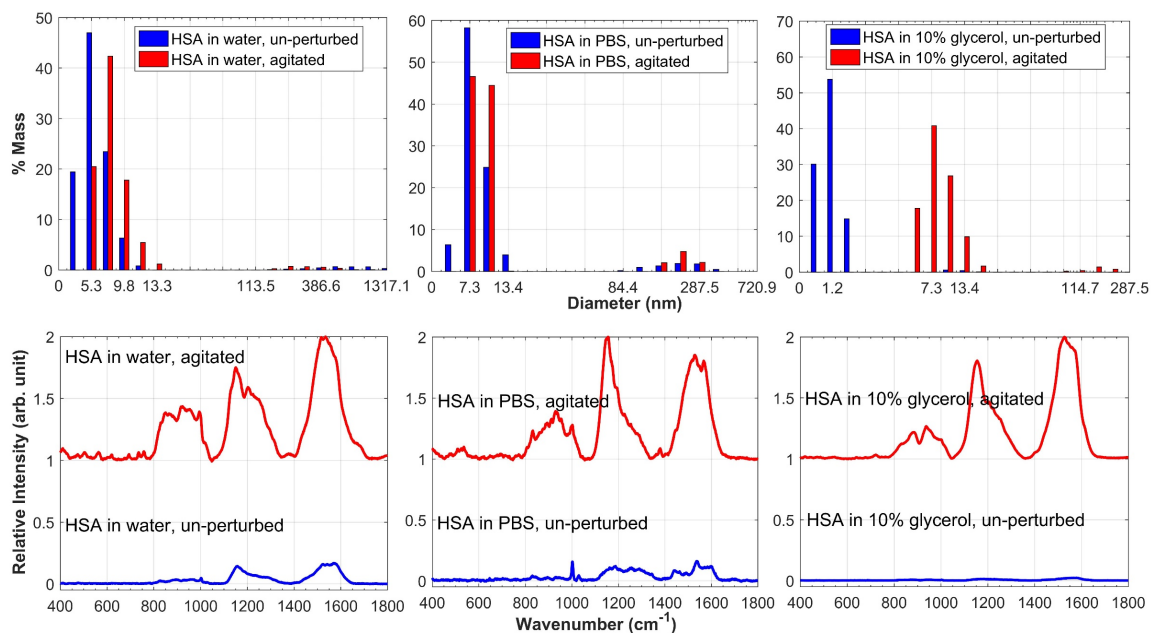 HSA in water, un-perturbed
HSA in water, agitated
HSA in PBS, un-perturbed
HSA in PBS, agitated
HSA in 10% glycerol, un-perturbed
HSA in 10% glycerol, agitated
% Mass
50
40
30
20
10
0
0 5.3 9.8 13.3 113.5 386.6 1317.1
60
50
40
30
20
10
0
0 7.3 13.4 84.4 287.5 720.9
70
60
50
40
30
20
10
0
0 1.2 7.3 13.4 114.7 287.5
Diameter (nm)
Relative Intensity (arb. unit)
2
1.5
1
0.5
0
HSA in water, agitated
HSA in water, un-perturbed
400 600 800 1000 1200 1400 1600 1800
2
1.5
1
0.5
0
HSA in PBS, agitated
HSA in PBS, un-perturbed
400 600 800 1000 1200 1400 1600 1800
2
1.5
1
0.5
0
HSA in 10% glycerol, agitated
HSA in 10% glycerol, un-perturbed
400 600 800 1000 1200 1400 1600 1800
Wavenumber (cm⁻¹)